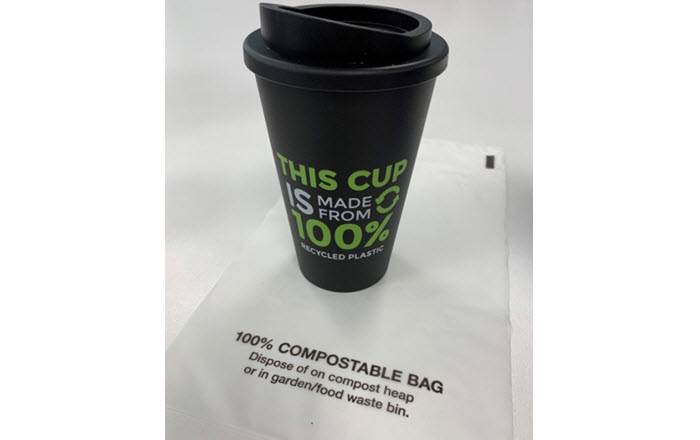 THIS CUP
IS MADE
FROM
100%
RECYCLED PLASTIC
100% COMPOSTABLE BAG
Dispose of on compost heap
or in garden/food waste bin.